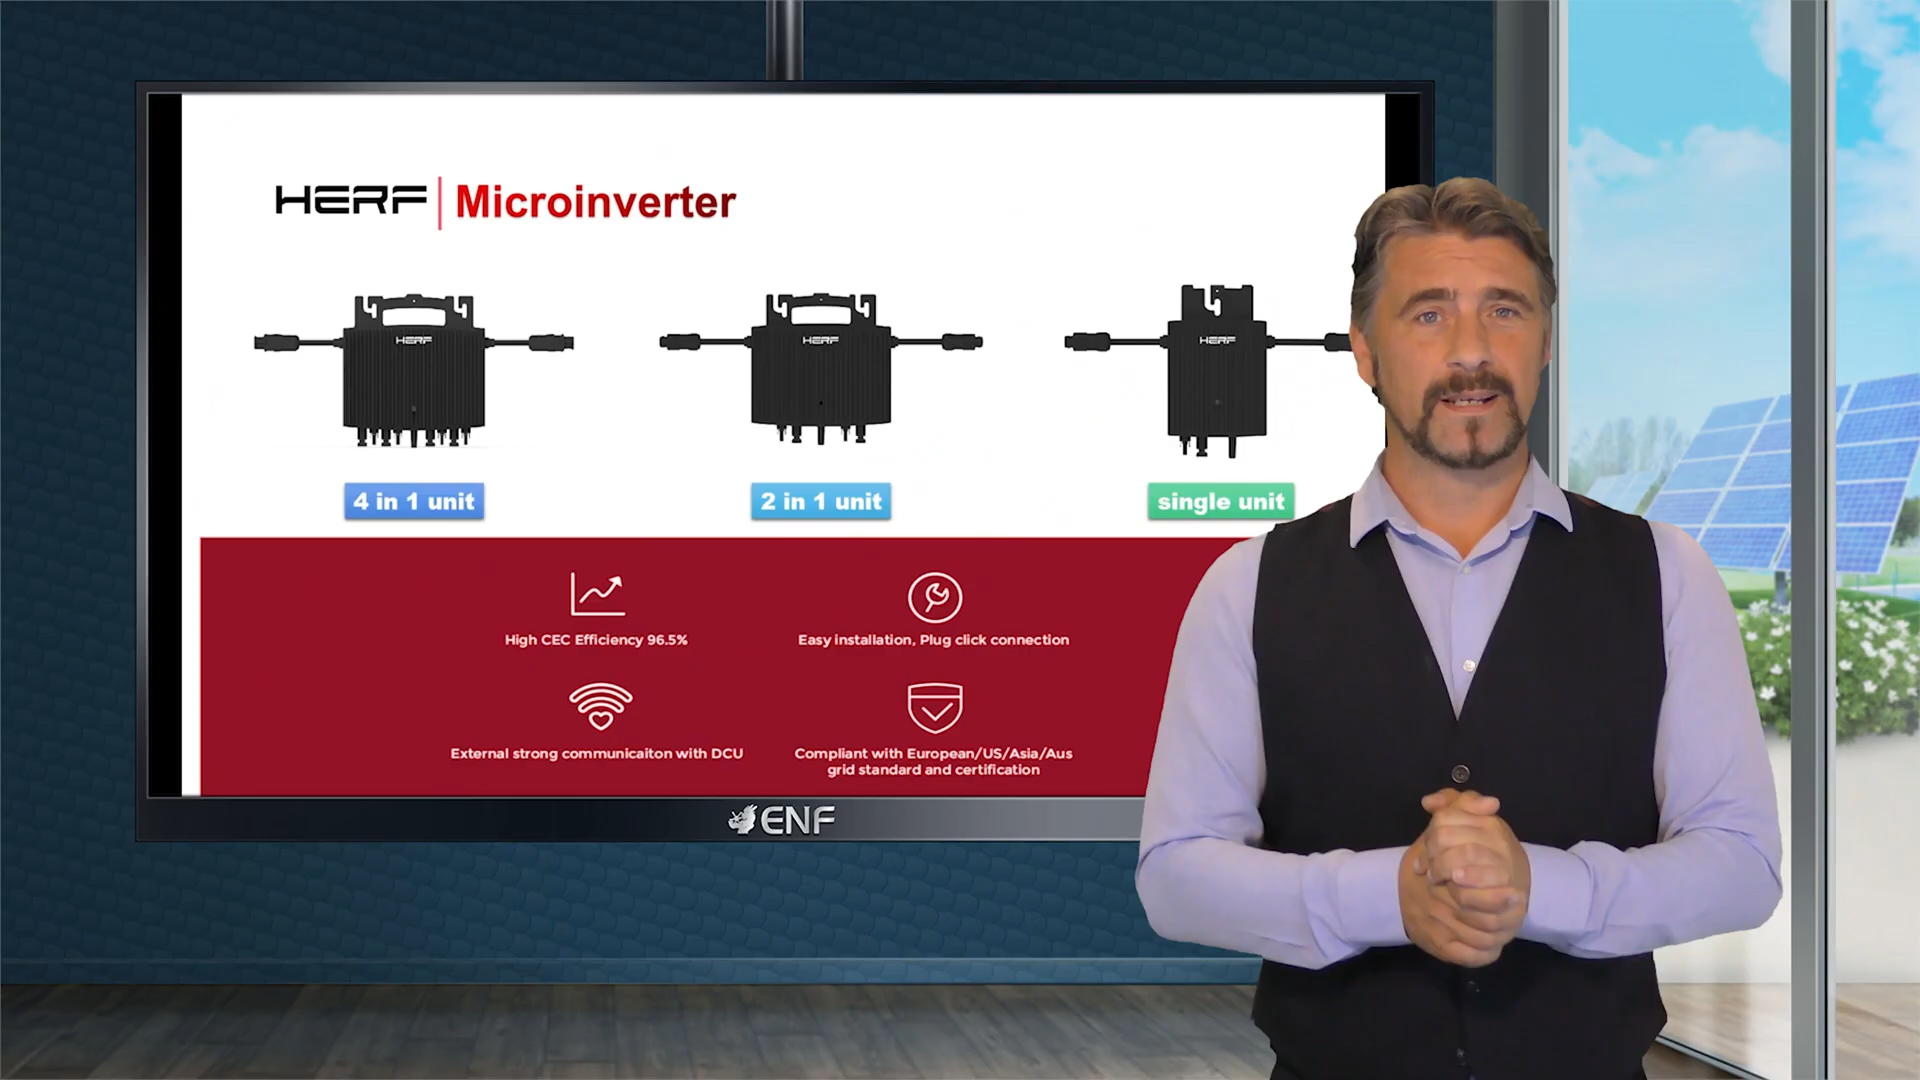 HERF | Microinverter
HERF
HERF
HERF
4 in 1 unit
2 in 1 unit
single unit
High CEC Efficiency 96.5%
Easy installation, Plug click connection
External strong communicaiton with DCU
Compliant with European/US/Asia/Aus
grid standard and certification
ENF